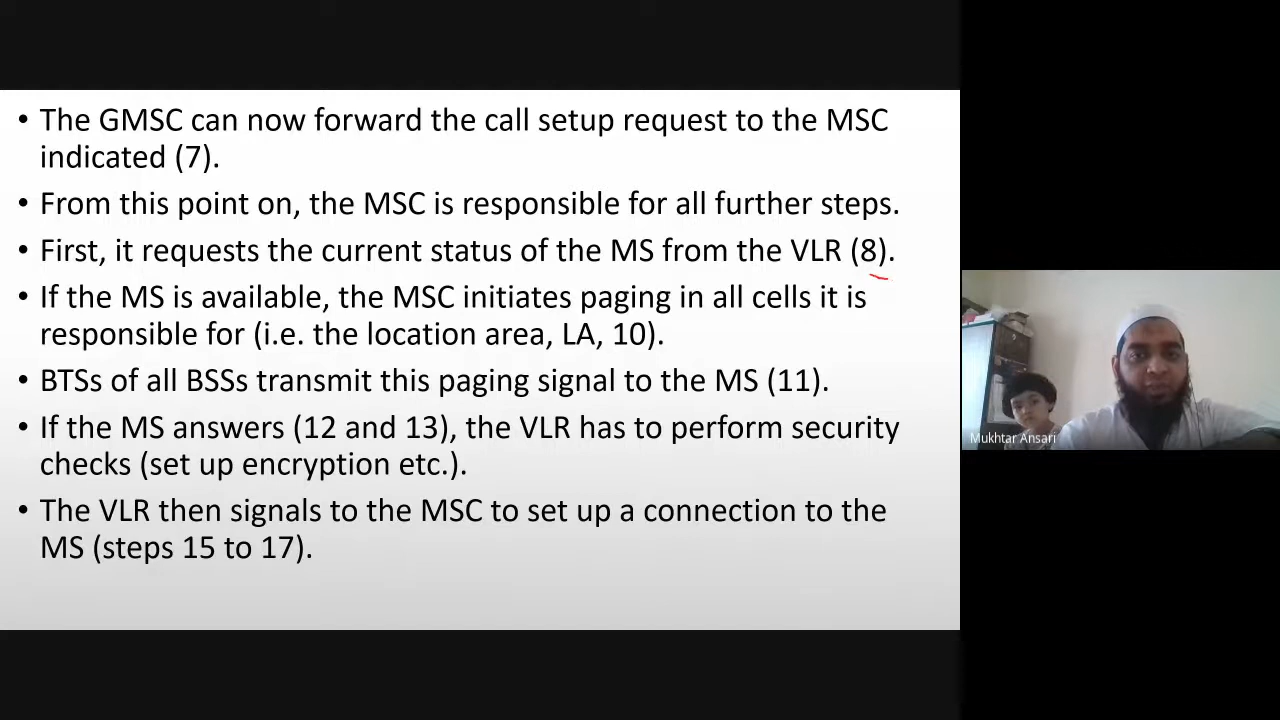 • The GMSC can now forward the call setup request to the MSC
indicated (7).
• From this point on, the MSC is responsible for all further steps.
• First, it requests the current status of the MS from the VLR (8).
• If the MS is available, the MSC initiates paging in all cells it is
responsible for (i.e. the location area, LA, 10).
• BTSs of all BSSs transmit this paging signal to the MS (11).
• If the MS answers (12 and 13), the VLR has to perform security
checks (set up encryption etc.).
• The VLR then signals to the MSC to set up a connection to the
MS (steps 15 to 17).
Mukhtar Ansari